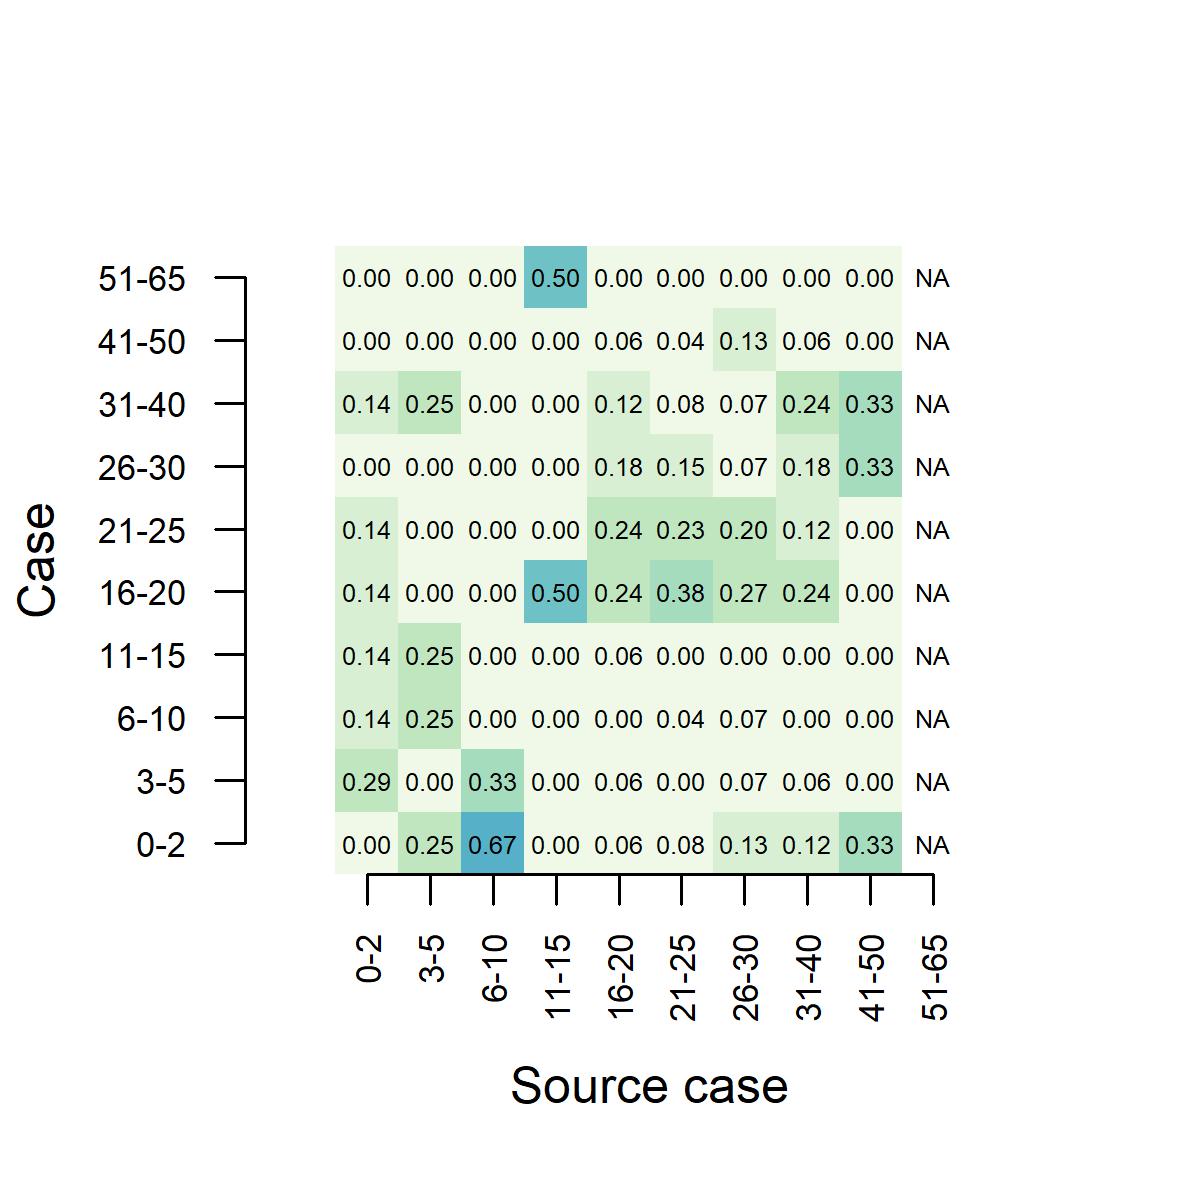 51-65 0.00 0.00 0.00 0.50 0.00 0.00 0.00 0.00 0.00 NA
41-50 0.00 0.00 0.00 0.00 0.06 0.04 0.13 0.06 0.00 NA
31-40 0.14 0.25 0.00 0.00 0.12 0.08 0.07 0.24 0.33 NA
26-30 0.00 0.00 0.00 0.00 0.18 0.15 0.07 0.18 0.33 NA
21-25 0.14 0.00 0.00 0.00 0.24 0.23 0.20 0.12 0.00 NA
16-20 0.14 0.00 0.00 0.50 0.24 0.38 0.27 0.24 0.00 NA
11-15 0.14 0.25 0.00 0.00 0.06 0.00 0.00 0.00 0.00 NA
6-10 0.14 0.25 0.00 0.00 0.00 0.04 0.07 0.00 0.00 NA
3-5 0.29 0.00 0.33 0.00 0.06 0.00 0.07 0.06 0.00 NA
0-2 0.00 0.25 0.67 0.00 0.06 0.08 0.13 0.12 0.33 NA
Case
0-2 3-5 6-10 11-15 16-20 21-25 26-30 31-40 41-50 51-65
Source case